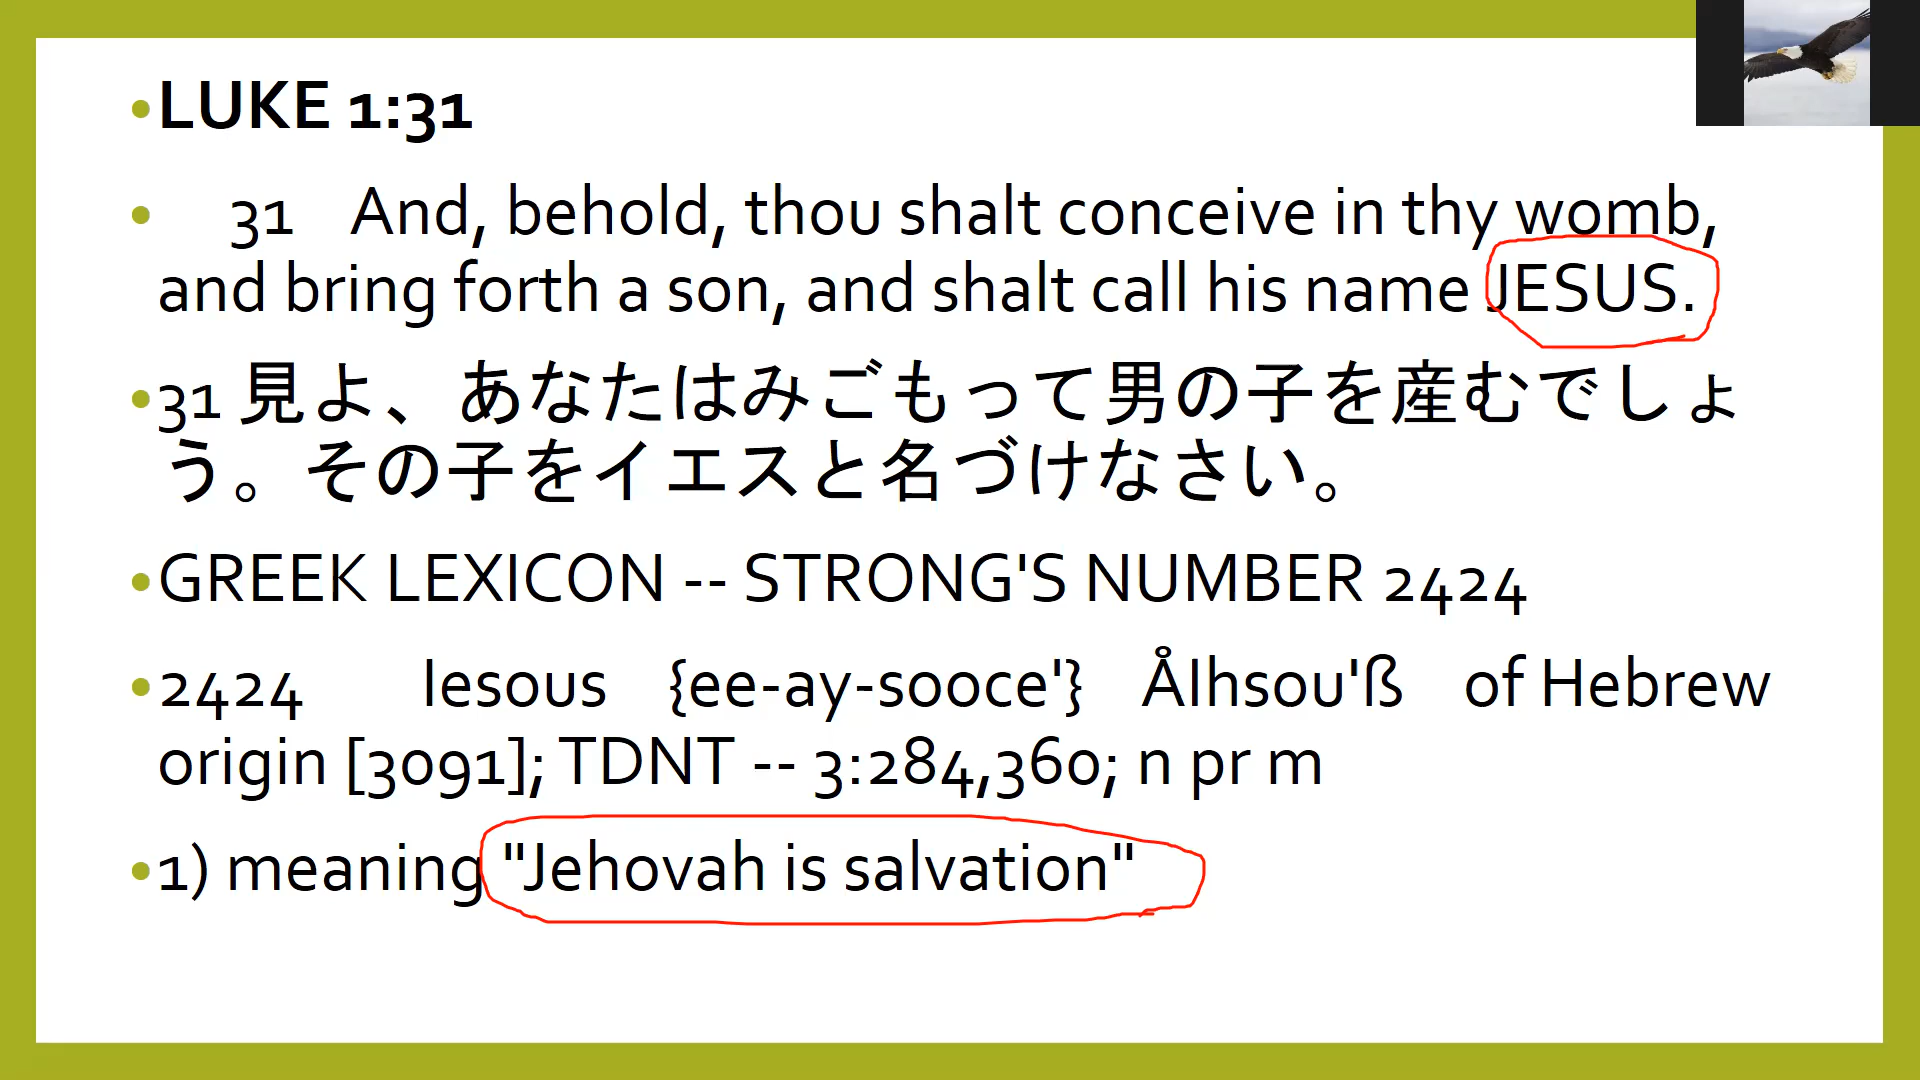 •LUKE 1:31
• 31 And, behold, thou shalt conceive in thy womb,
and bring forth a son, and shalt call his name JESUS.
•31 見よ、あなたはみごもって男の子を産むでしょ
う。その子をイエスと名づけなさい。
•GREEK LEXICON -- STRONG'S NUMBER 2424
•2424 Iesous {ee-ay-sooce'} ÅIhsou'ß of Hebrew
origin [3091]; TDNT -- 3:284,360; n pr m
•1) meaning "Jehovah is salvation"